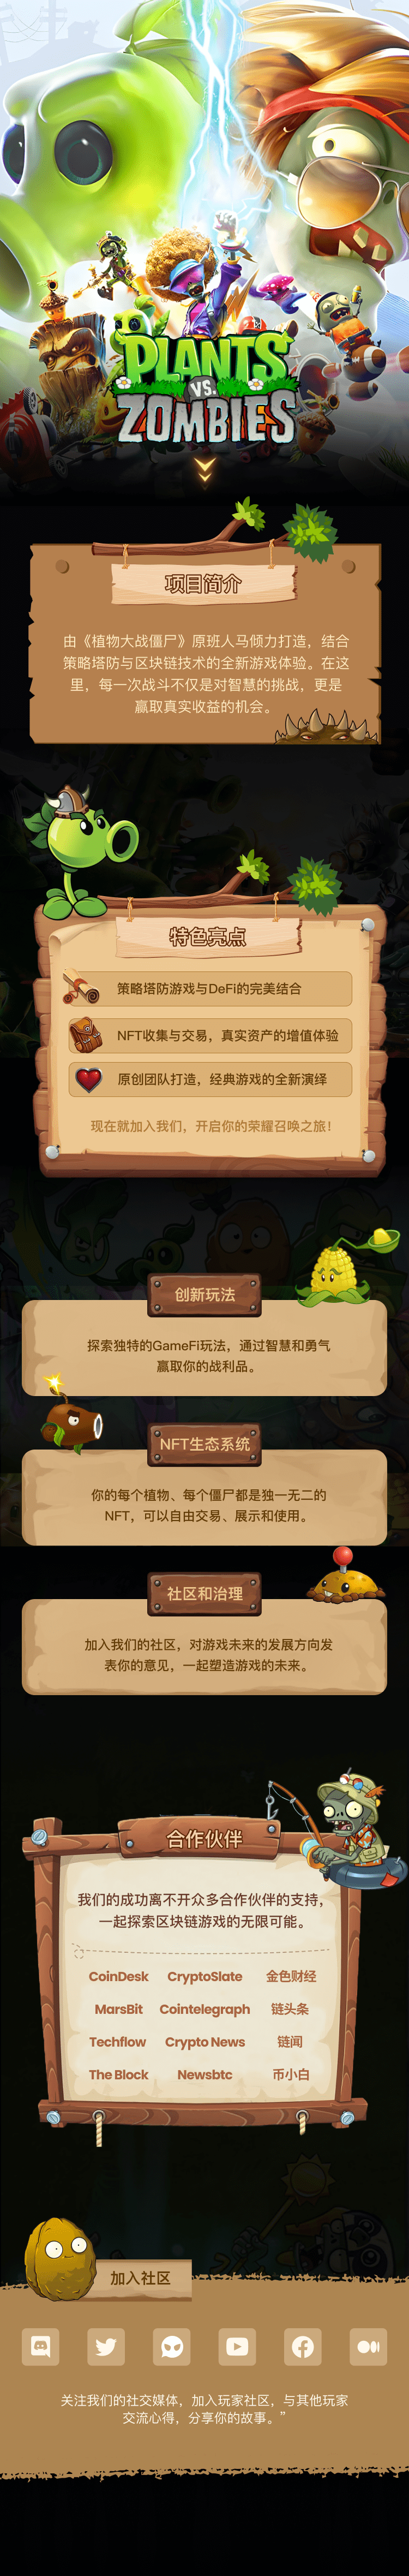 PLANTS
VS.
ZOMBIES
项目简介
由《植物大战僵尸》原班人马倾力打造，结合
策略塔防与区块链技术的全新游戏体验。在这
里，每一次战斗不仅是对智慧的挑战，更是
赢取真实收益的机会。
特色亮点
策略塔防游戏与DeFi的完美结合
NFT收集与交易，真实资产的增值体验
原创团队打造，经典游戏的全新演绎
现在就加入我们，开启你的荣耀召唤之旅！
创新玩法
探索独特的GameFi玩法，通过智慧和勇气
赢取你的战利品。
NFT生态系统
你的每个植物、每个僵尸都是独一无二的
NFT，可以自由交易、展示和使用。
社区和治理
加入我们的社区，对游戏未来的发展方向发
表你的意见，一起塑造游戏的未来。
合作伙伴
我们的成功离不开众多合作伙伴的支持，
一起探索区块链游戏的无限可能。
CoinDesk CryptoSlate 金色财经
MarsBit Cointelegraph 链头条
Techflow Crypto News 链闻
The Block Newsbtc 币小白
加入社区
关注我们的社交媒体，加入玩家社区，与其他玩家
交流心得，分享你的故事。”